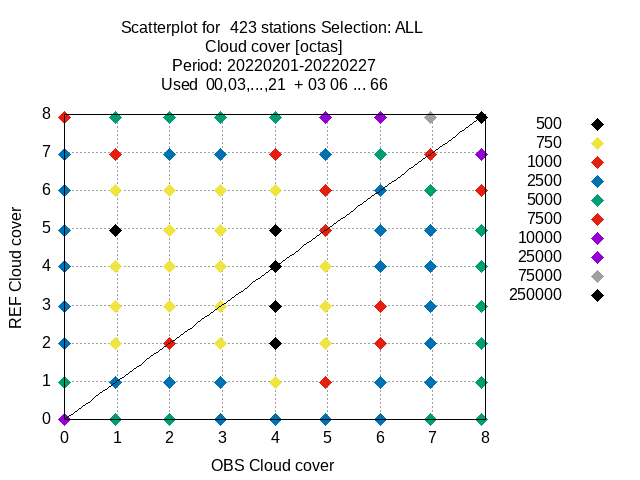 Scatterplot for  423 stations Selection: ALL
Cloud cover [octas]
Period: 20220201-20220227
Used  00,03,...,21  + 03 06 ... 66
8
7
6
5
4
3
2
1
0
REF Cloud cover
0 1 2 3 4 5 6 7 8
OBS Cloud cover
500
750
1000
2500
5000
7500
10000
25000
75000
250000